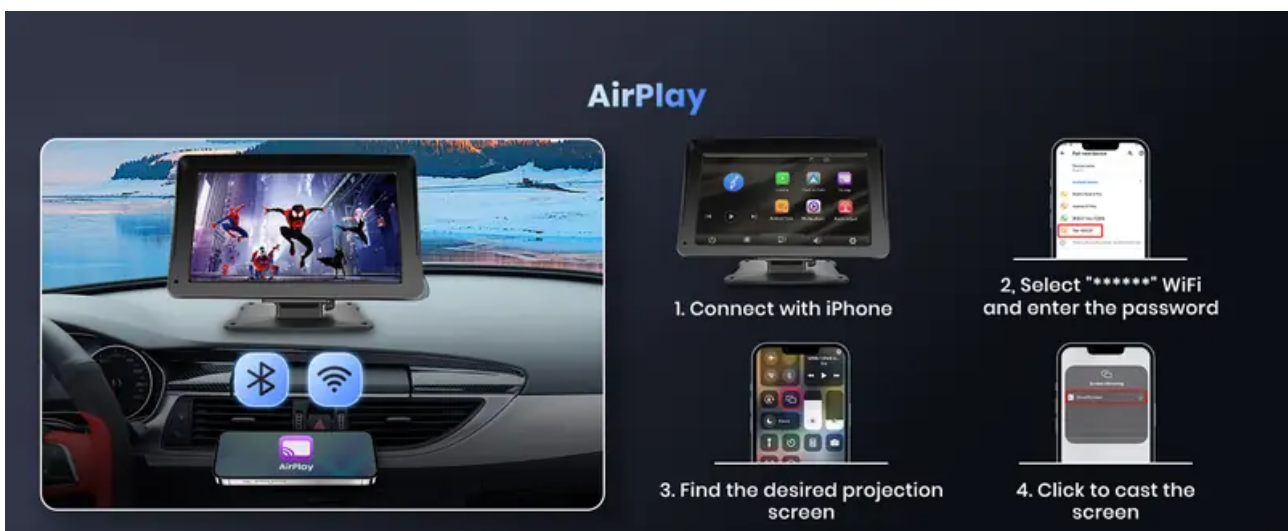 AirPlay
AirPlay
1. Connect with iPhone
2, Select "******" WiFi
and enter the password
3. Find the desired projection
screen
4. Click to cast the
screen